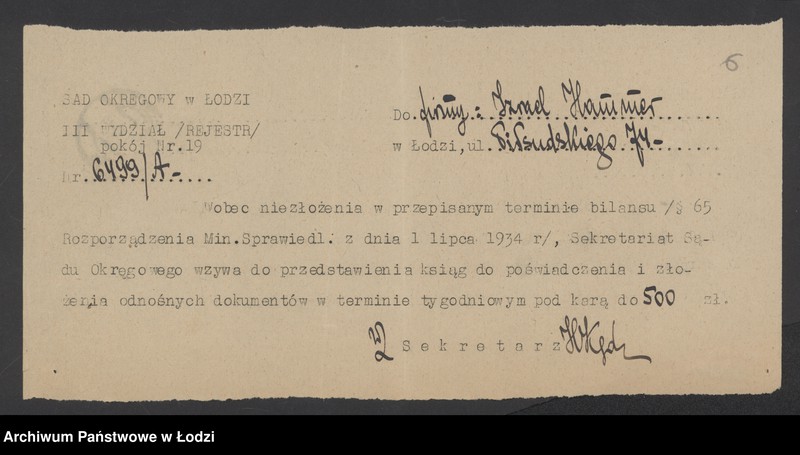 6
SĄD OKRĘGOWY w ŁODZI
III WYDZIAŁ /REJESTR/
pokój Nr.19
Nr. 6499/A-
Do firmy: Izrael Hammer
w Łodzi, ul. Piłsudskiego 74-
Wobec niezłożenia w przepisanym terminie bilansu /§ 65
Rozporządzenia Min.Sprawiedl. z dnia 1 lipca 1934 r/, Sekretariat Są-
du Okręgowego wzywa do przedstawienia ksiąg do poświadczenia i zło-
żenia odnośnych dokumentów w terminie tygodniowym pod karą do 500 zł.
Sekretarz
Archiwum Państwowe w Łodzi